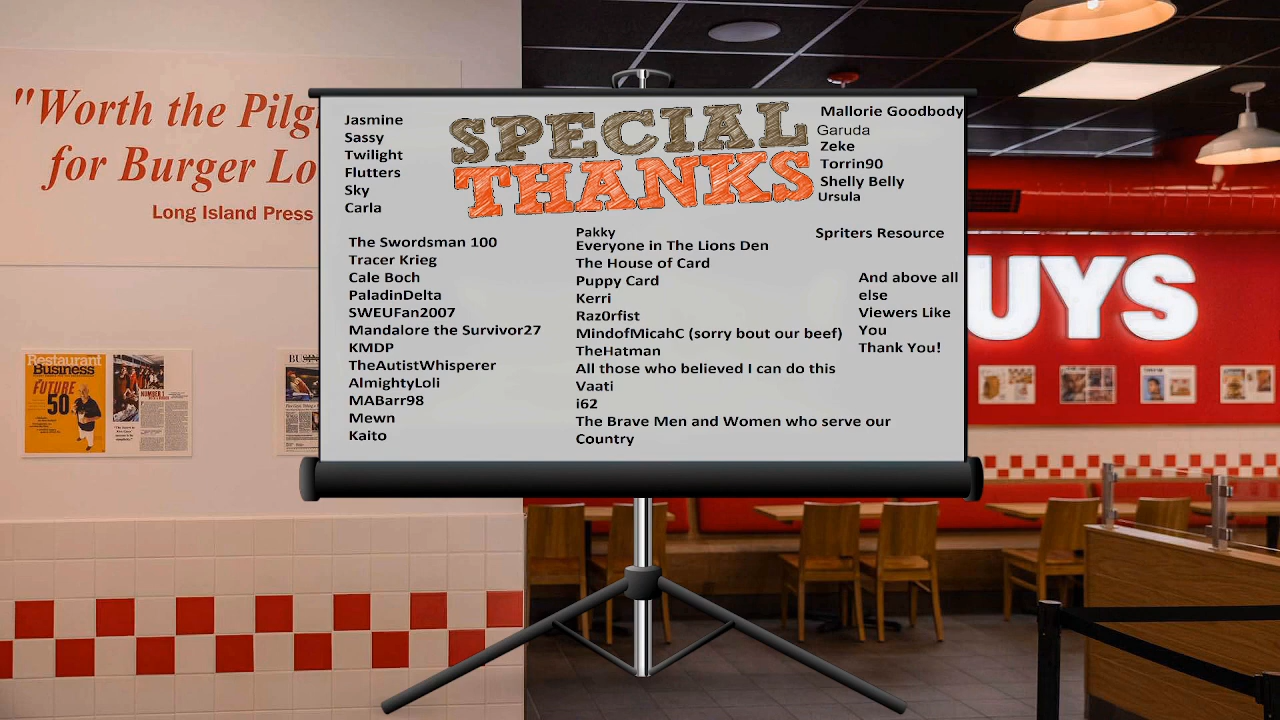 "Worth the Pilg
for Burger Lo
Long Island Press
SPECIAL
THANKS
Jasmine
Sassy
Twilight
Flutters
Sky
Carla
Mallorie Goodbody
Garuda
Zeke
Torrin90
Shelly Belly
Ursula
The Swordsman 100
Tracer Krieg
Cale Boch
PaladinDelta
SWEUFan2007
Mandalore the Survivor27
KMDP
TheAutistWhisperer
AlmightyLoli
MABarr98
Mewn
Kaito
Pakky
Everyone in The Lions Den
The House of Card
Puppy Card
Kerri
Raz0rfist
MindofMicahC (sorry bout our beef)
TheHatman
All those who believed I can do this
Vaati
i62
The Brave Men and Women who serve our
Country
Spriters Resource
And above all
else
Viewers Like
You
Thank You!
UYS
Restaurant
Business
FUTURE
50
NUMBER 1